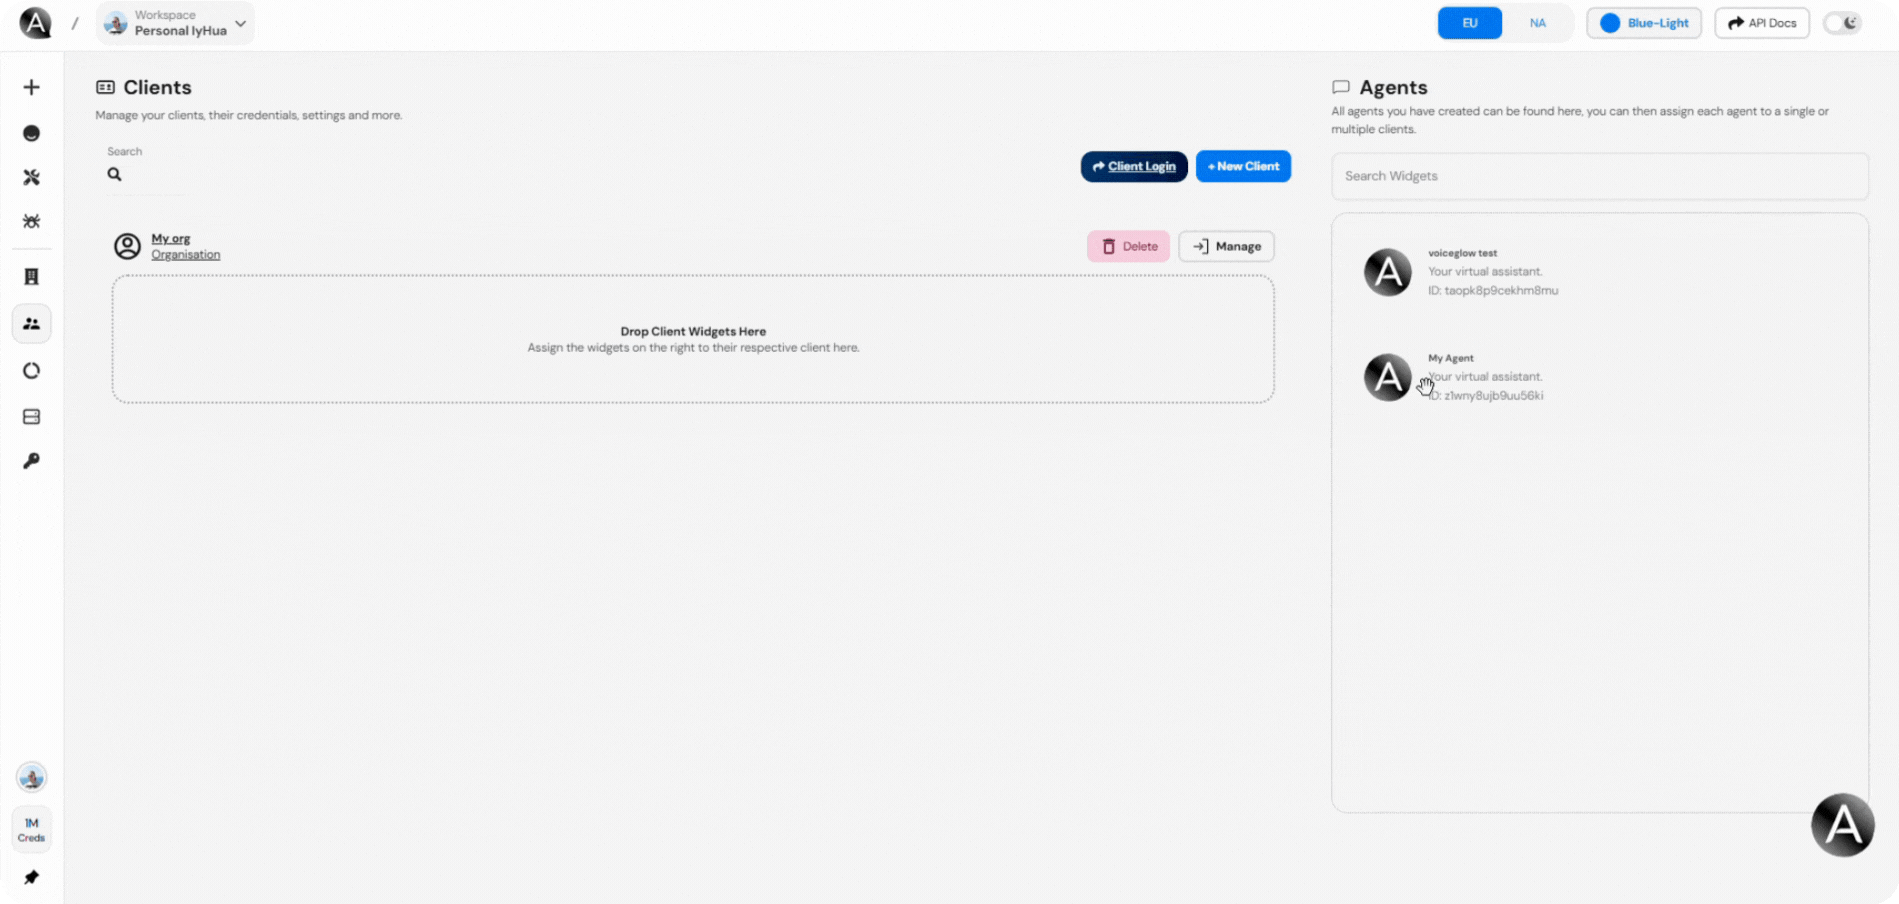 A
/
Workspace
Personal lyHua
EU
NA
Blue-Light
API Docs
Clients
Manage your clients, their credentials, settings and more.
Search
Client Login
+ New Client
My org
Organisation
Delete
Manage
Drop Client Widgets Here
Assign the widgets on the right to their respective client here.
Agents
All agents you have created can be found here, you can then assign each agent to a single or
multiple clients.
Search Widgets
A
voiceglow test
Your virtual assistant.
ID: taopk8p9cekhm8mu
A
My Agent
Your virtual assistant.
ID: z1wny8ujb9uu56ki
1M
Creds
A